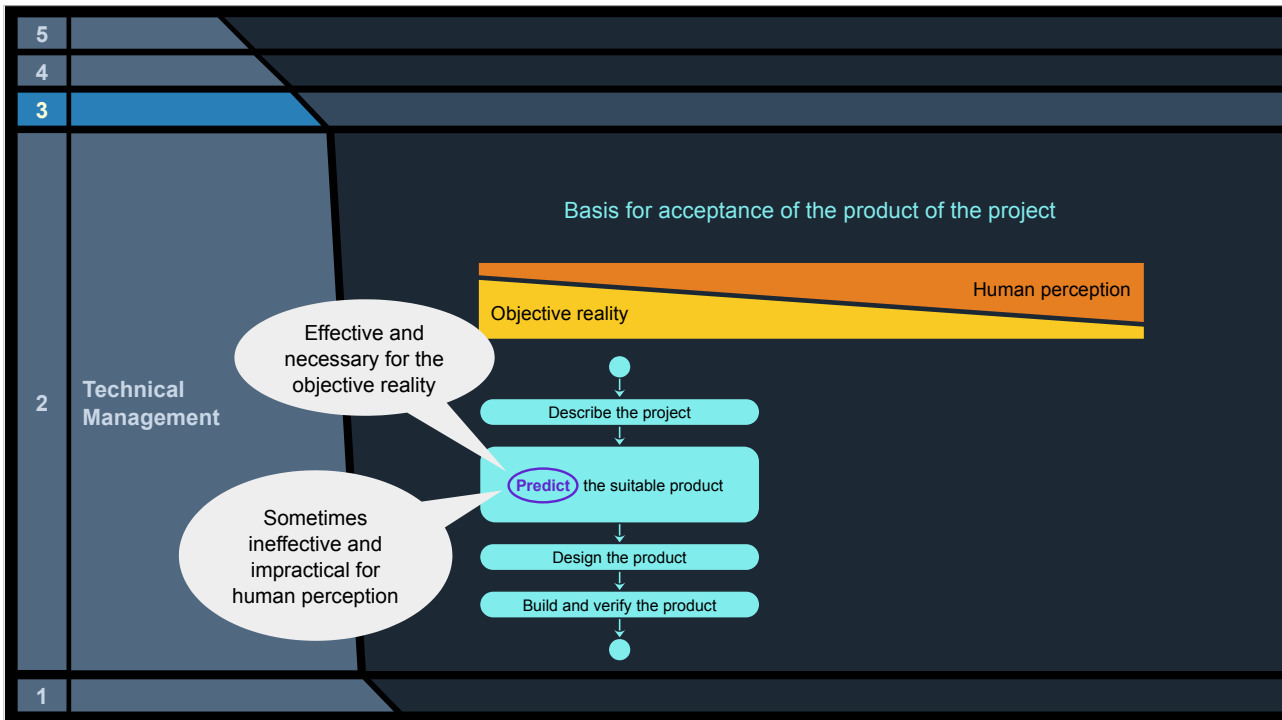 5
4
3
Basis for acceptance of the product of the project
Human perception
Objective reality
Effective and
necessary for the
objective reality
2
Technical
Management
Describe the project
Predict the suitable product
Sometimes
ineffective and
impractical for
human perception
Design the product
Build and verify the product
1